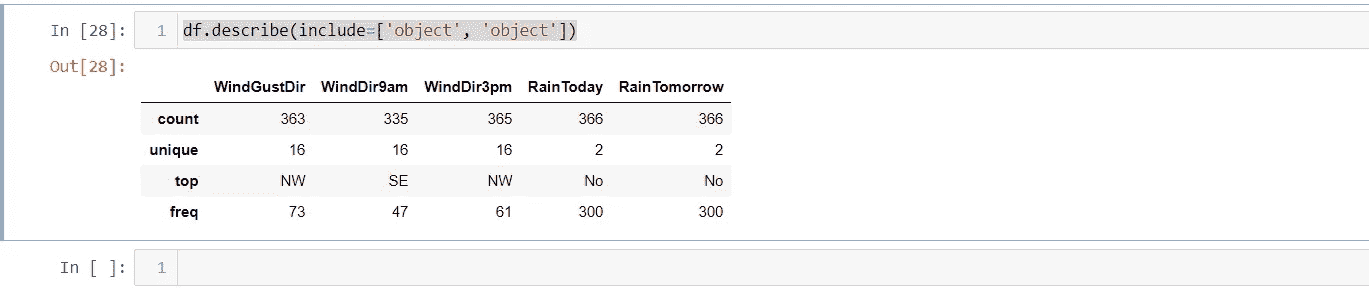 In [28]: 1 df.describe(include=['object', 'object'])
Out[28]:
WindGustDir WindDir9am WindDir3pm RainToday RainTomorrow
count 363 335 365 366 366
unique 16 16 16 2 2
top NW SE NW No No
freq 73 47 61 300 300
In [ ]: 1